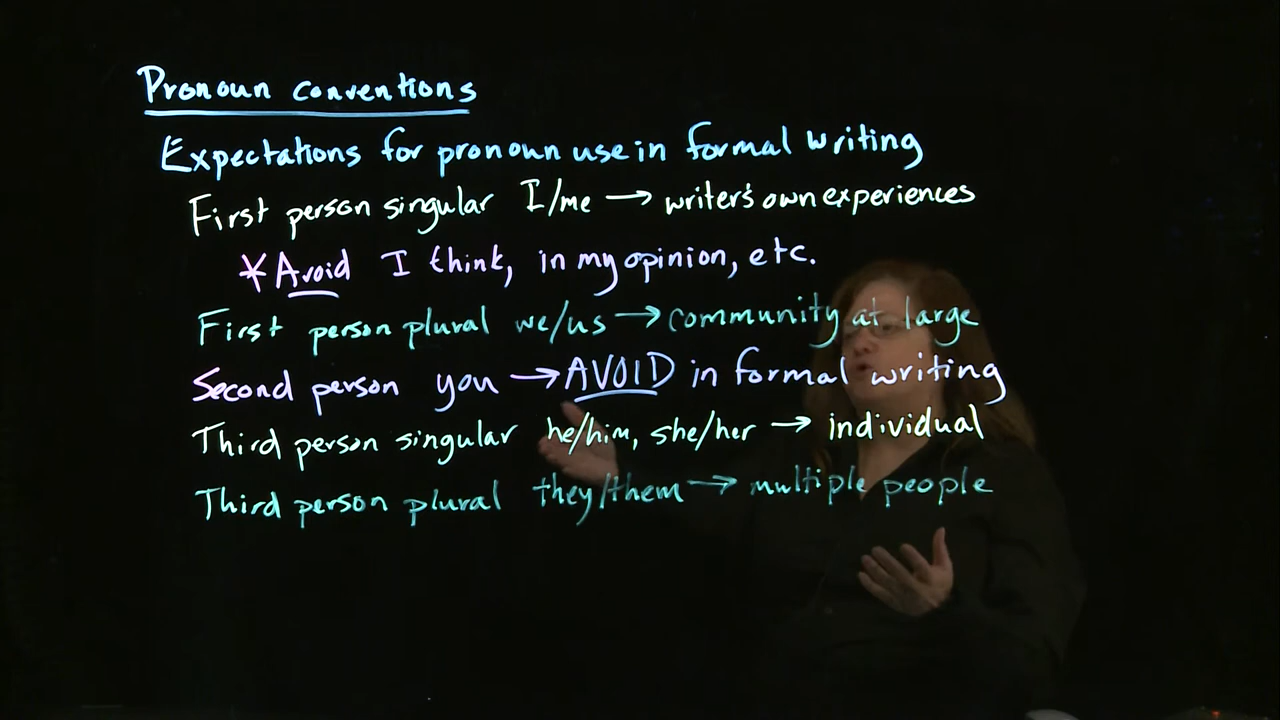 Pronoun conventions
Expectations for pronoun use in formal writing
First person singular I/me → writer's own experiences
*Avoid I think, in my opinion, etc.
First person plural we/us → community at large
Second person you → AVOID in formal writing
Third person singular he/him, she/her → individual
Third person plural they/them → multiple people